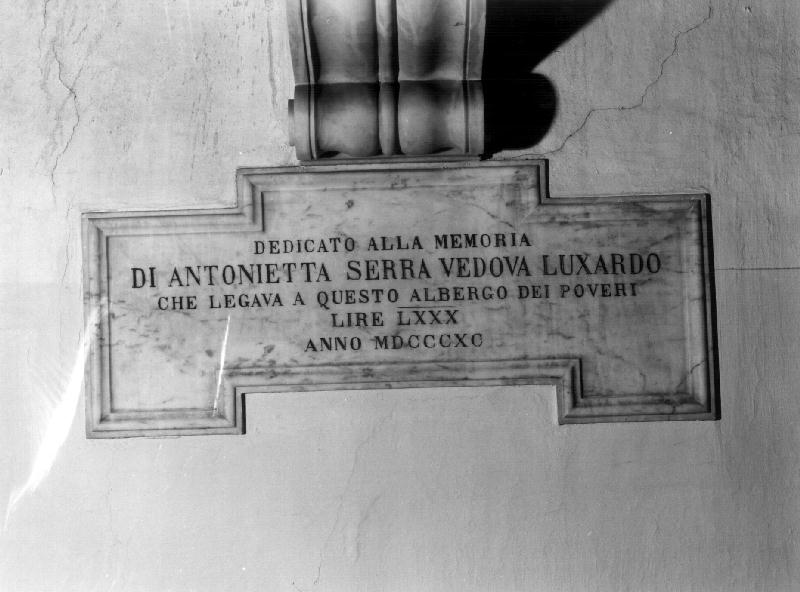 DEDICATO ALLA MEMORIA
DI ANTONIETTA SERRA VEDOVA LUXARDO
CHE LEGAVA A QUESTO ALBERGO DEI POVERI
LIRE LXXX
ANNO MDCCCXC